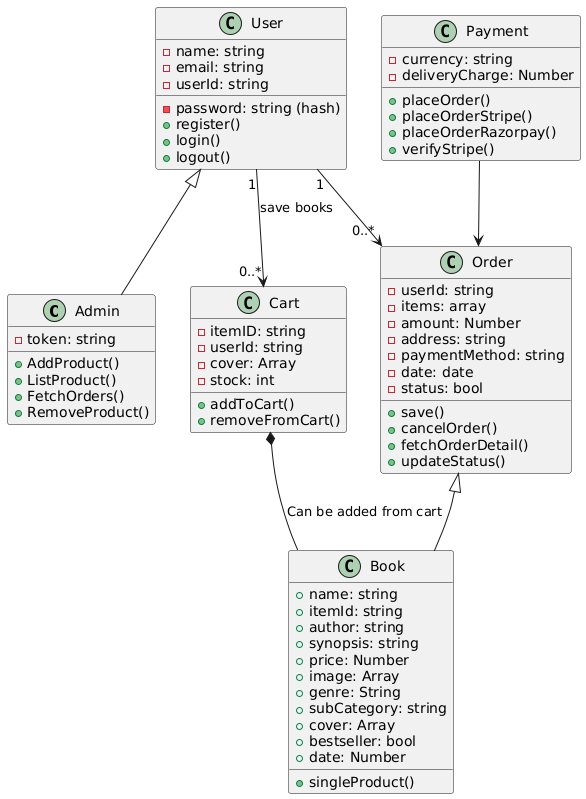 C User
name: string
email: string
userId: string
password: string (hash)
register()
login()
logout()
C Payment
currency: string
deliveryCharge: Number
placeOrder()
placeOrderStripe()
placeOrderRazorpay()
verifyStripe()
1
save books
0..*
1
0..*
C Admin
token: string
AddProduct()
ListProduct()
FetchOrders()
RemoveProduct()
C Cart
itemID: string
userId: string
cover: Array
stock: int
addToCart()
removeFromCart()
C Order
userId: string
items: array
amount: Number
address: string
paymentMethod: string
date: date
status: bool
save()
cancelOrder()
fetchOrderDetail()
updateStatus()
Can be added from cart
C Book
name: string
itemId: string
author: string
synopsis: string
price: Number
image: Array
genre: String
subCategory: string
cover: Array
bestseller: bool
date: Number
singleProduct()